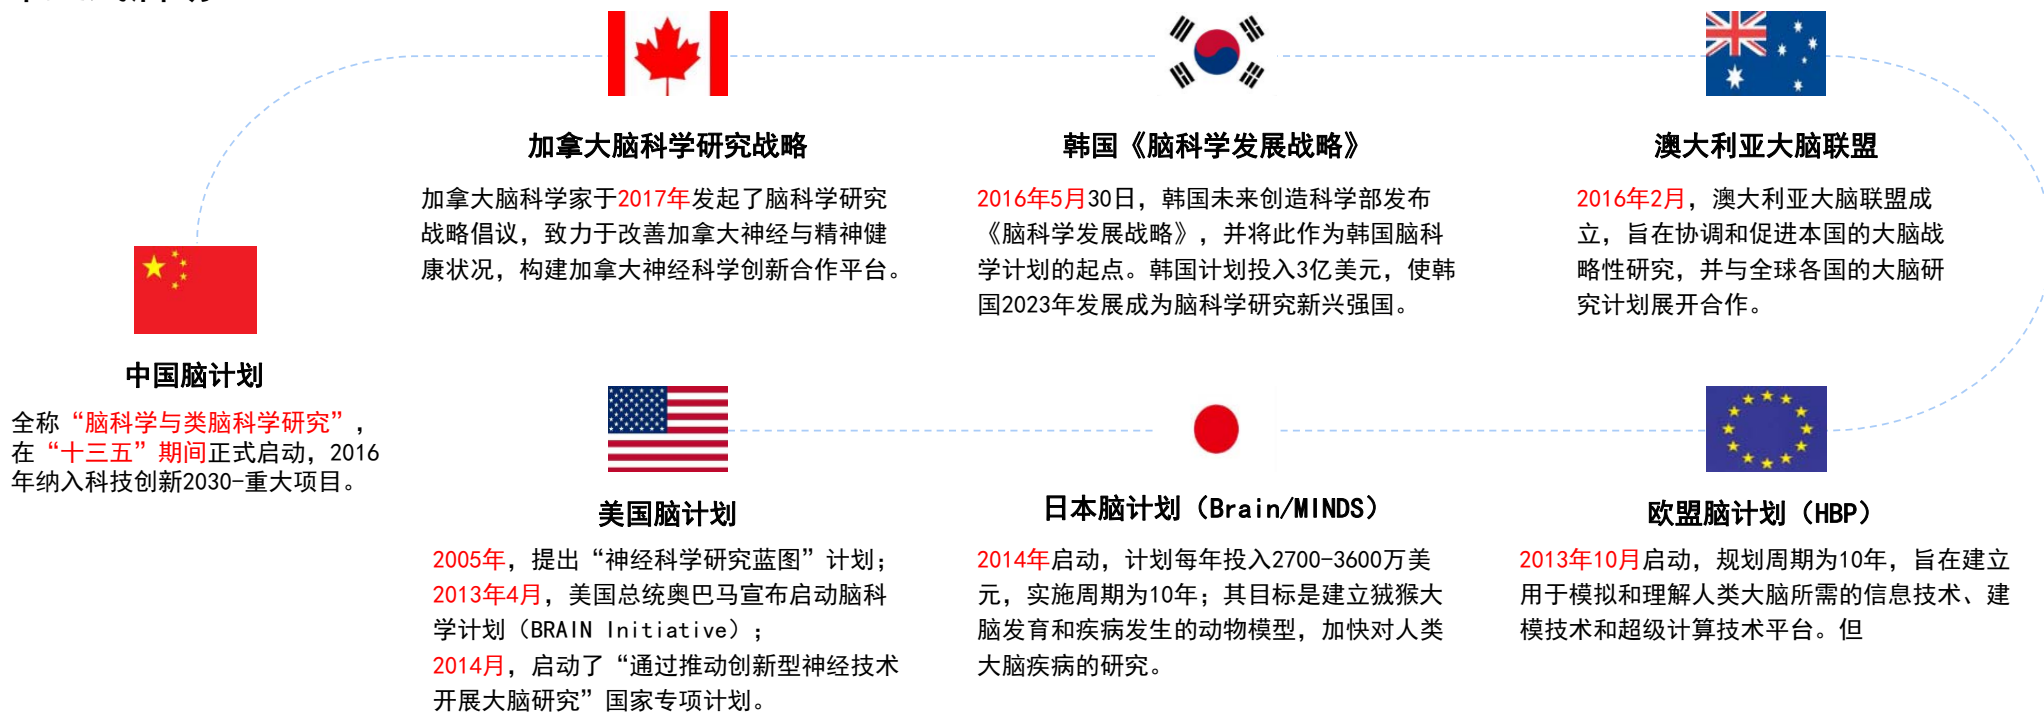 加拿大脑科学研究战略
加拿大脑科学家于2017年发起了脑科学研究
战略倡议，致力于改善加拿大神经与精神健
康状况，构建加拿大神经科学创新合作平台。
韩国《脑科学发展战略》
2016年5月30日，韩国未来创造科学部发布
《脑科学发展战略》，并将此作为韩国脑科
学计划的起点。韩国计划投入3亿美元，使韩
国2023年发展成为脑科学研究新兴强国。
澳大利亚大脑联盟
2016年2月，澳大利亚大脑联盟成
立，旨在协调和促进本国的大脑战
略性研究，并与全球各国的大脑研
究计划展开合作。
中国脑计划
全称“脑科学与类脑科学研究”，
在“十三五”期间正式启动，2016
年纳入科技创新2030-重大项目。
美国脑计划
2005年，提出“神经科学研究蓝图”计划；
2013年4月，美国总统奥巴马宣布启动脑科
学计划（BRAIN Initiative）；
2014月，启动了“通过推动创新型神经技术
开展大脑研究”国家专项计划。
日本脑计划（Brain/MINDS）
2014年启动，计划每年投入2700-3600万美
元，实施周期为10年；其目标是建立狨猴大
脑发育和疾病发生的动物模型，加快对人类
大脑疾病的研究。
欧盟脑计划（HBP）
2013年10月启动，规划周期为10年，旨在建立
用于模拟和理解人类大脑所需的信息技术、建
模技术和超级计算技术平台。但